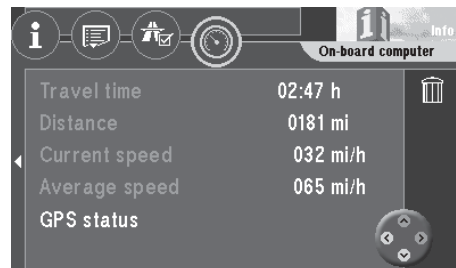 i
Info
On-board computer
Travel time 02:47 h
Distance 0181 mi
Current speed 032 mi/h
Average speed 065 mi/h
GPS status